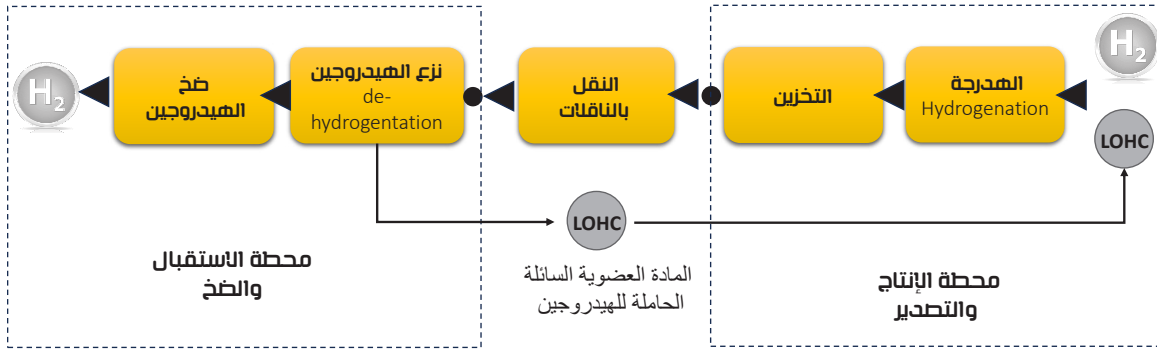 H2
LOHC
الهدرجة
Hydrogenation
التخزين
النقل
بالناقلات
نزع الهيدروجين
de-
hydrogentation
ضخ
الهيدروجين
H2
LOHC
المادة العضوية السائلة
الحاملة للهيدروجين
محطة الإنتاج
والتصدير
محطة الاستقبال
والضخ